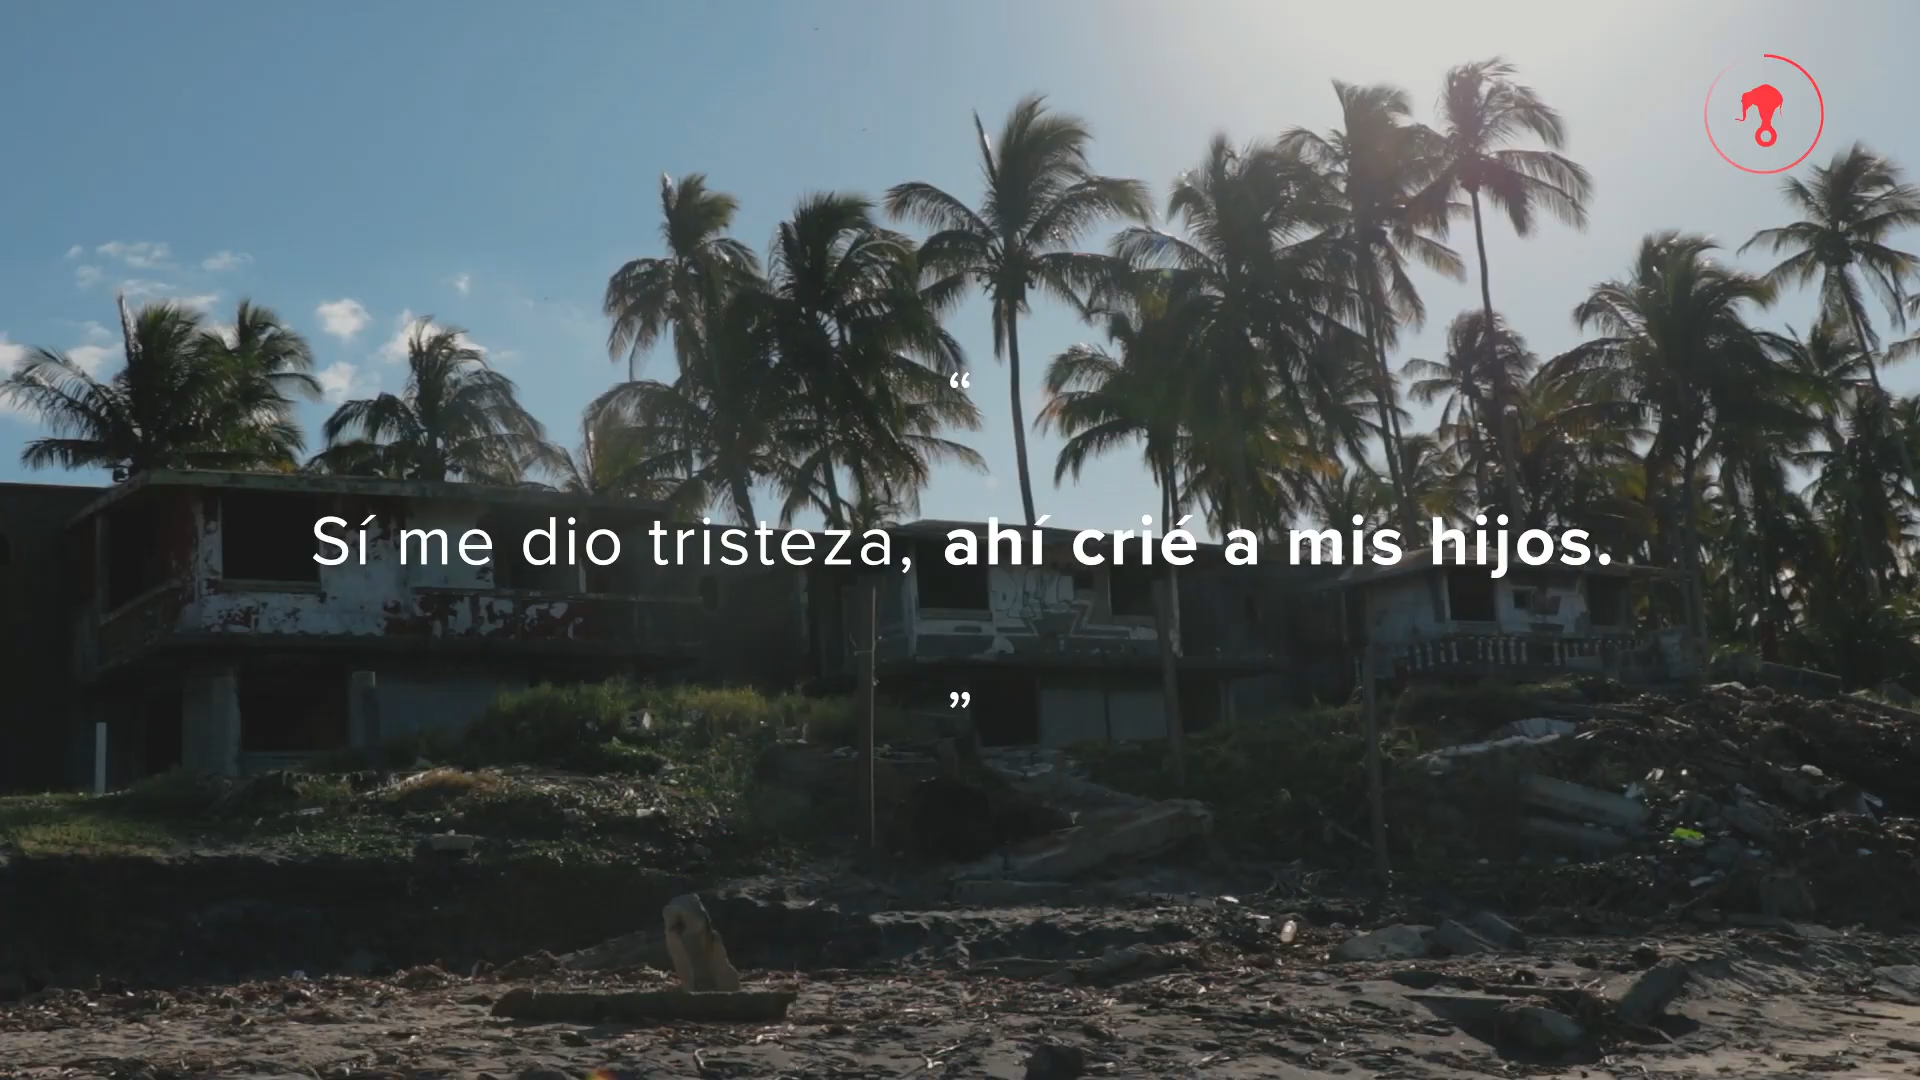 “
Sí me dio tristeza, ahí crié a mis hijos.
”